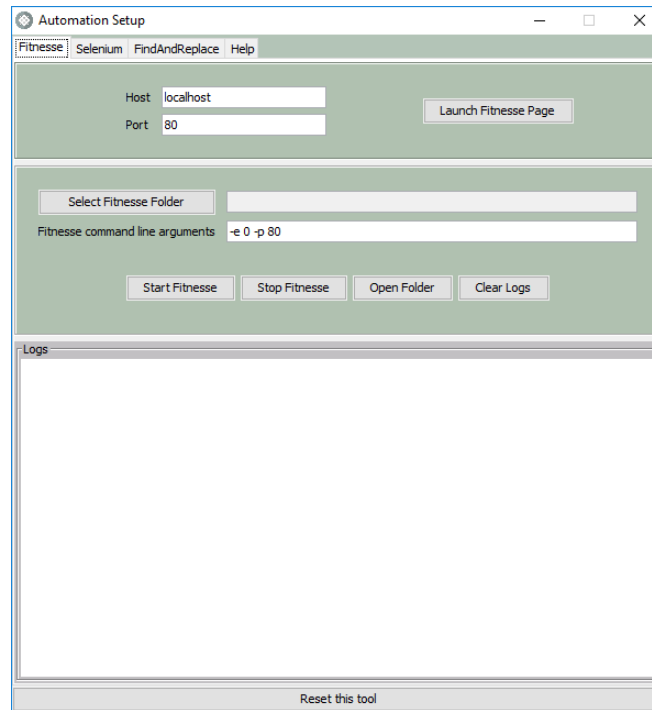 Automation Setup
Fitnesse Selenium FindAndReplace Help
Host localhost
Launch Fitnesse Page
Port 80
Select Fitnesse Folder
Fitnesse command line arguments -e 0 -p 80
Start Fitnesse Stop Fitnesse Open Folder Clear Logs
Logs
Reset this tool